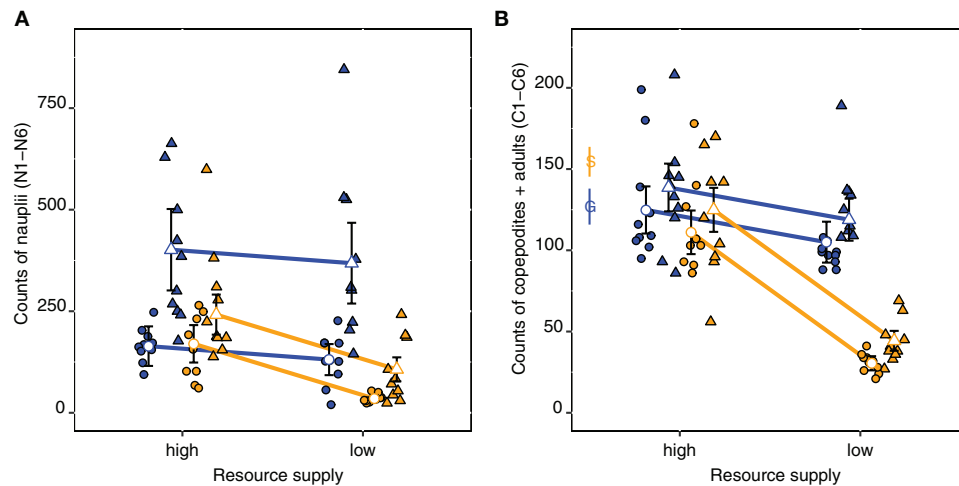 A
Counts of nauplii (N1−N6)
750
500
250
0
high
low
Resource supply
B
Counts of copepodites + adults (C1−C6)
200
150
100
50
0
S
G
high
low
Resource supply